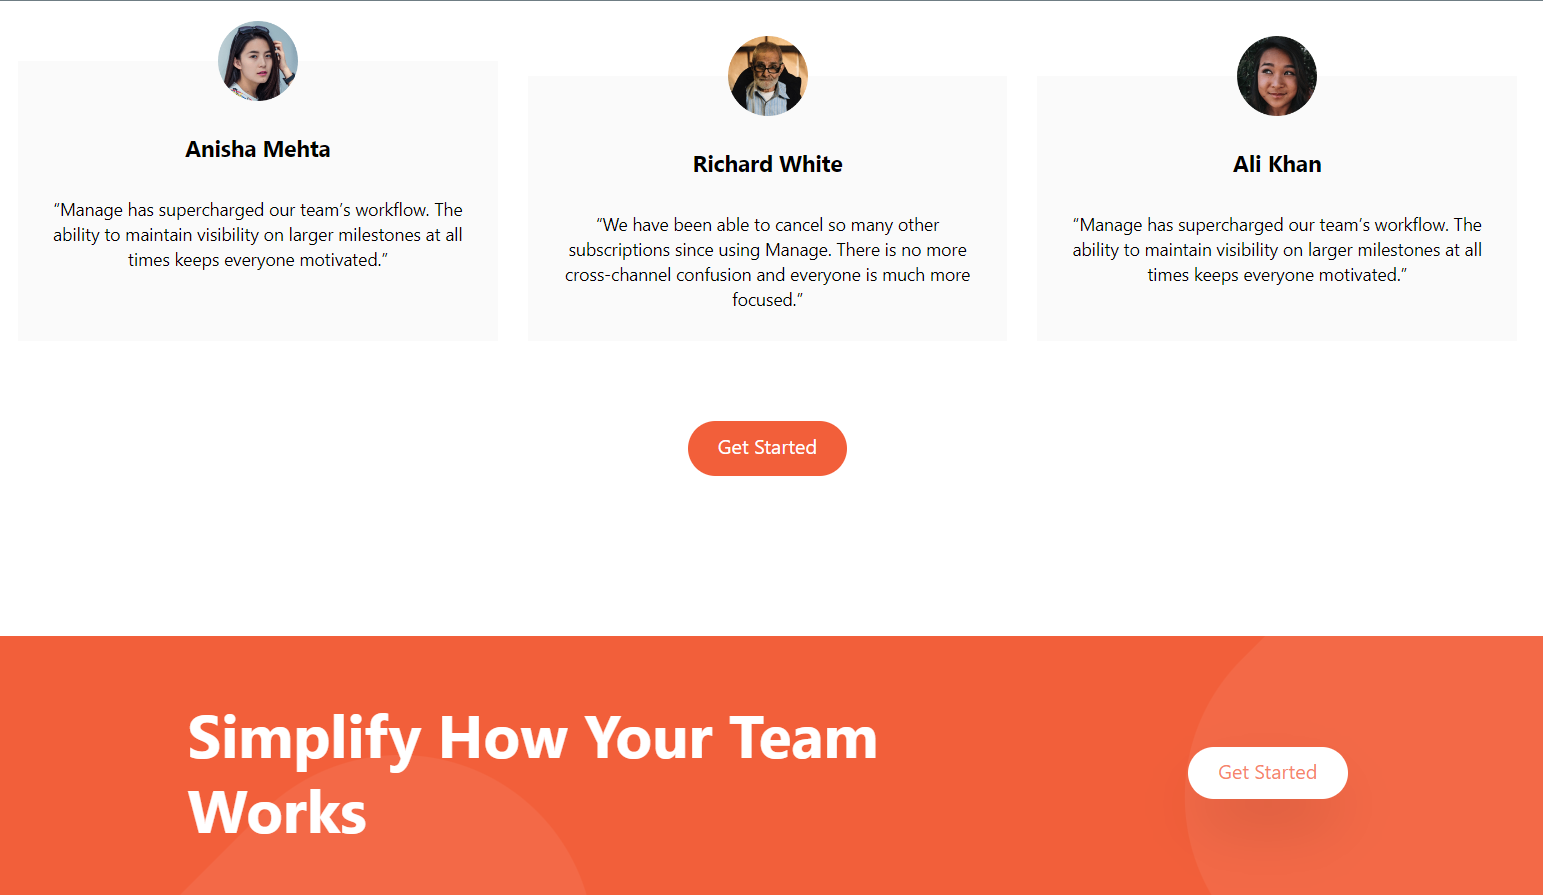 Anisha Mehta
“Manage has supercharged our team’s workflow. The
ability to maintain visibility on larger milestones at all
times keeps everyone motivated.”
Richard White
“We have been able to cancel so many other
subscriptions since using Manage. There is no more
cross-channel confusion and everyone is much more
focused.”
Ali Khan
“Manage has supercharged our team’s workflow. The
ability to maintain visibility on larger milestones at all
times keeps everyone motivated.”
Get Started
Simplify How Your Team
Works
Get Started